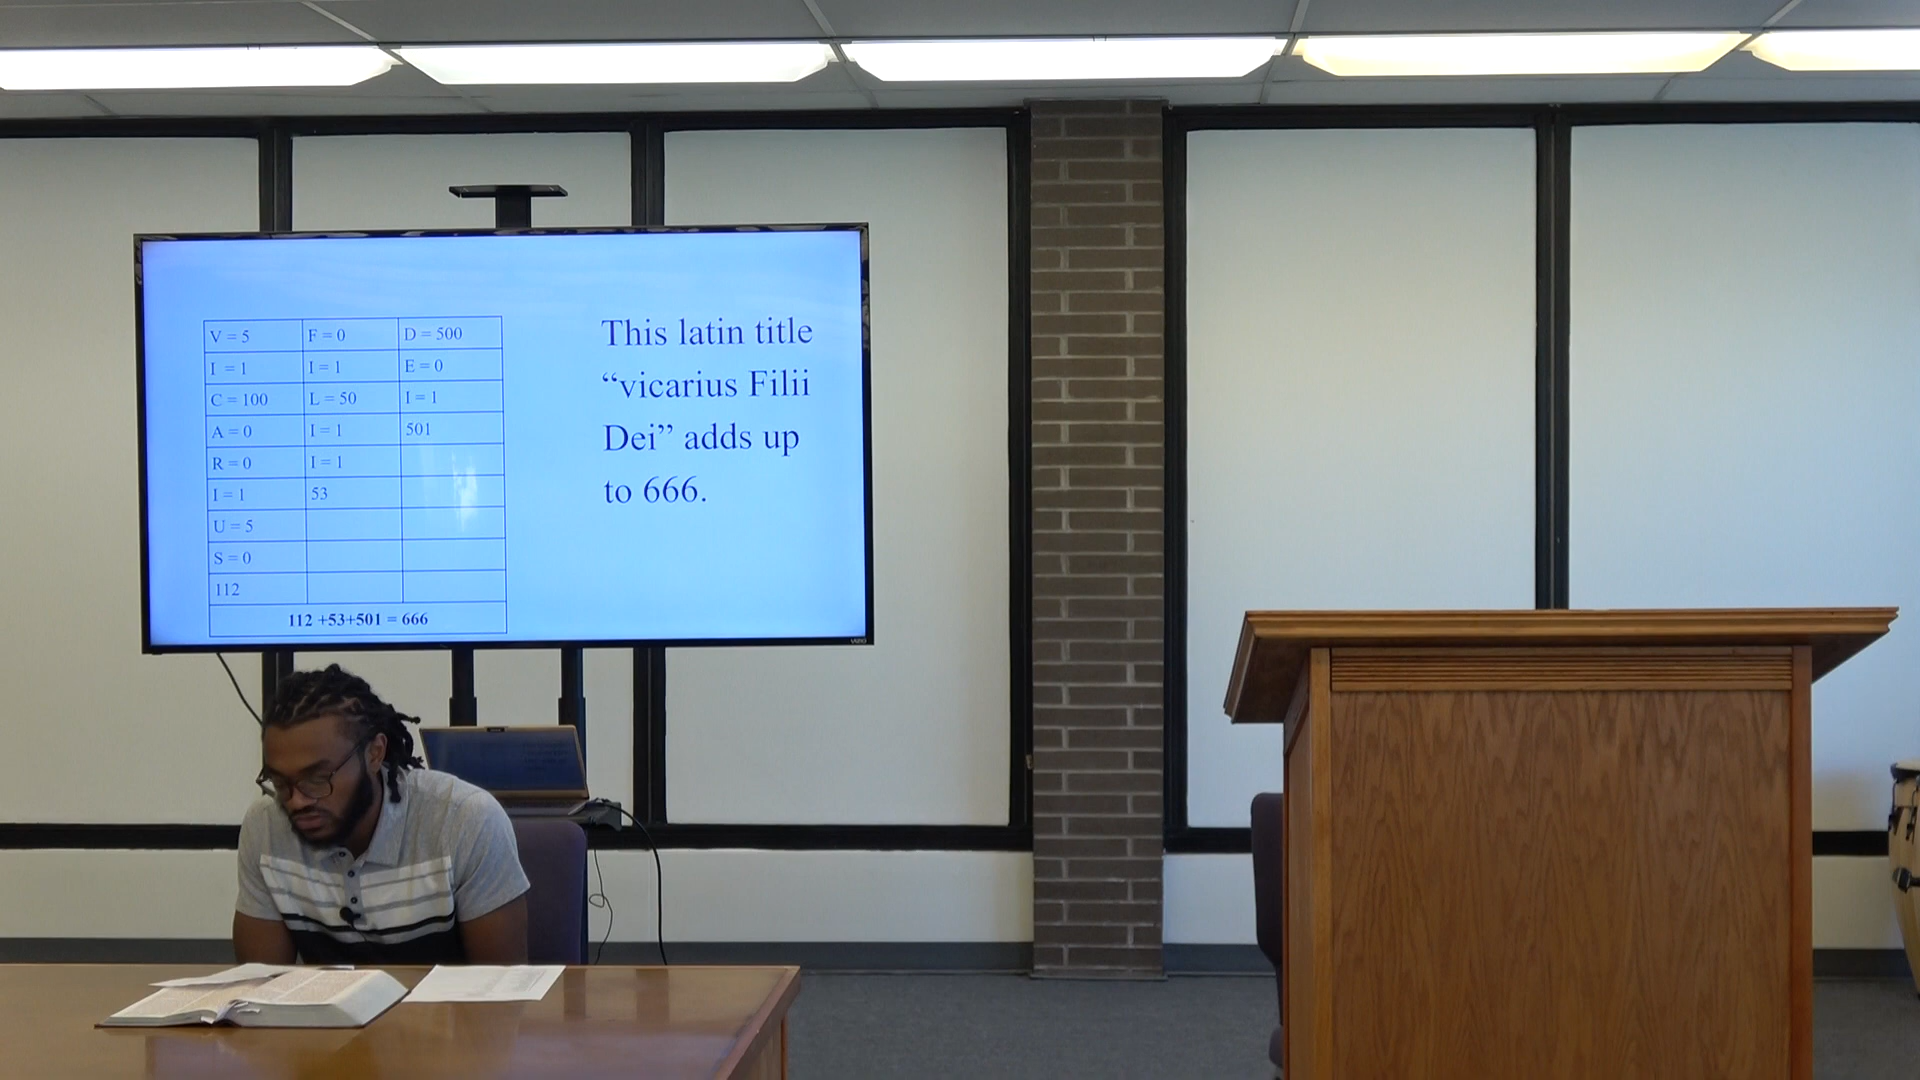 V = 5 F = 0 D = 500
I = 1 I = 1 E = 0
C = 100 L = 50 I = 1
A = 0 I = 1 501
R = 0 I = 1
I = 1 53
U = 5
S = 0
112
112 +53+501 = 666
This latin title
“vicarius Filii
Dei” adds up
to 666.
VIZIO